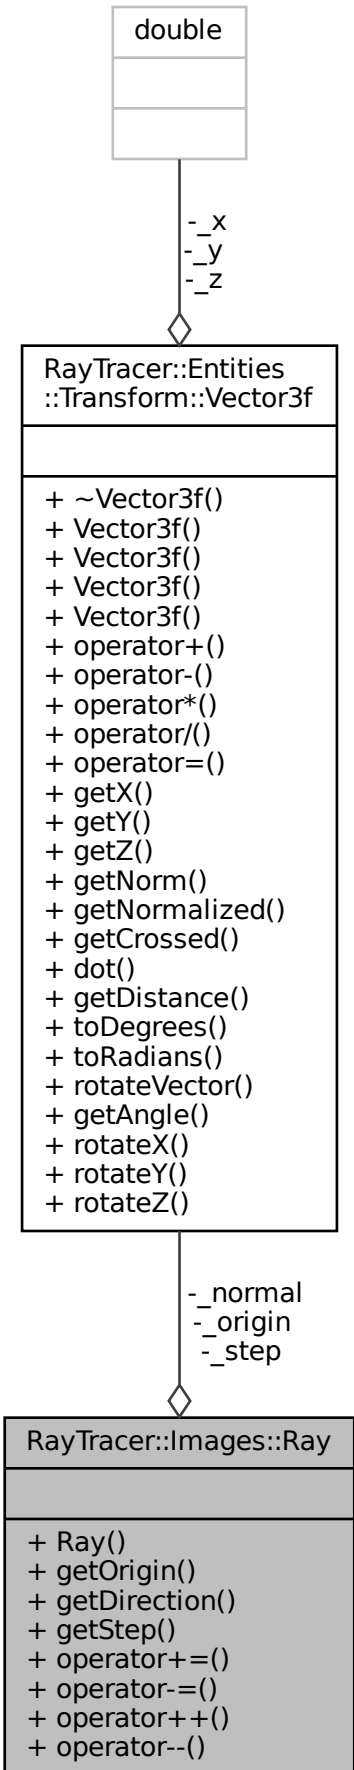 double
-_x
-_y
-_z
RayTracer::Entities
::Transform::Vector3f
+ ~Vector3f()
+ Vector3f()
+ Vector3f()
+ Vector3f()
+ Vector3f()
+ operator+()
+ operator-()
+ operator*()
+ operator/()
+ operator=()
+ getX()
+ getY()
+ getZ()
+ getNorm()
+ getNormalized()
+ getCrossed()
+ dot()
+ getDistance()
+ toDegrees()
+ toRadians()
+ rotateVector()
+ getAngle()
+ rotateX()
+ rotateY()
+ rotateZ()
-_normal
-_origin
-_step
RayTracer::Images::Ray
+ Ray()
+ getOrigin()
+ getDirection()
+ getStep()
+ operator+=()
+ operator-=()
+ operator++()
+ operator--()